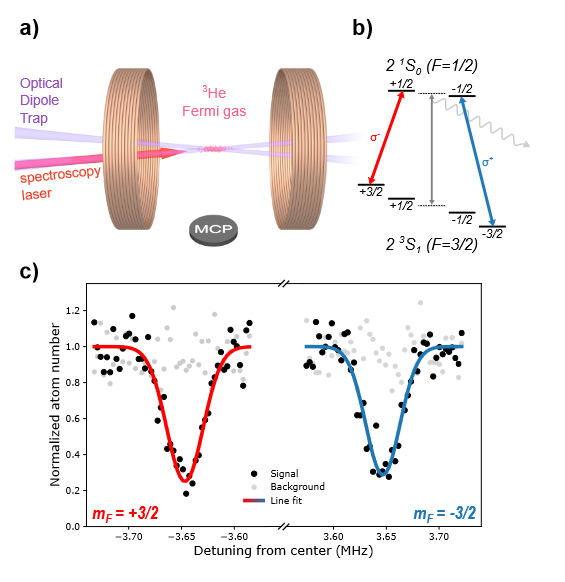 a)
b)
Optical
Dipole
Trap
³He
Fermi gas
spectroscopy
laser
MCP
2 ¹S₀ (F=1/2)
+1/2
-1/2
σ⁻
σ⁺
+3/2
+1/2
-1/2
-3/2
2 ³S₁ (F=3/2)
c)
Normalized atom number
1.2
1.0
0.8
0.6
0.4
0.2
0.0
Signal
Background
Line fit
m_F = +3/2
m_F = -3/2
−3.70
−3.65
−3.60
3.60
3.65
3.70
Detuning from center (MHz)